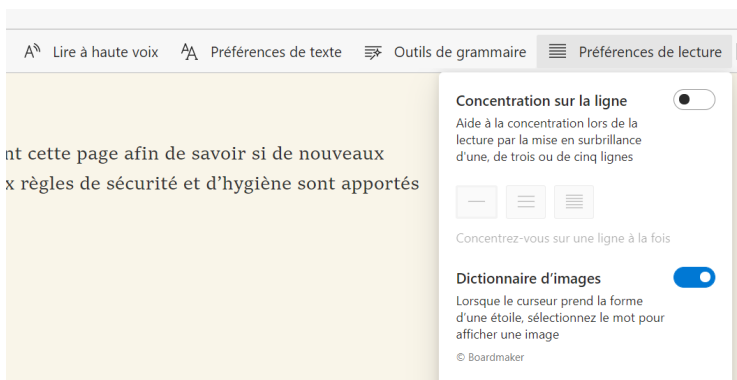 Lire à haute voix Préférences de texte Outils de grammaire Préférences de lecture
nt cette page afin de savoir si de nouveaux
x règles de sécurité et d'hygiène sont apportés
Concentration sur la ligne
Aide à la concentration lors de la
lecture par la mise en surbrillance
d'une, de trois ou de cinq lignes
Concentrez-vous sur une ligne à la fois
Dictionnaire d'images
Lorsque le curseur prend la forme
d'une étoile, sélectionnez le mot pour
afficher une image
© Boardmaker